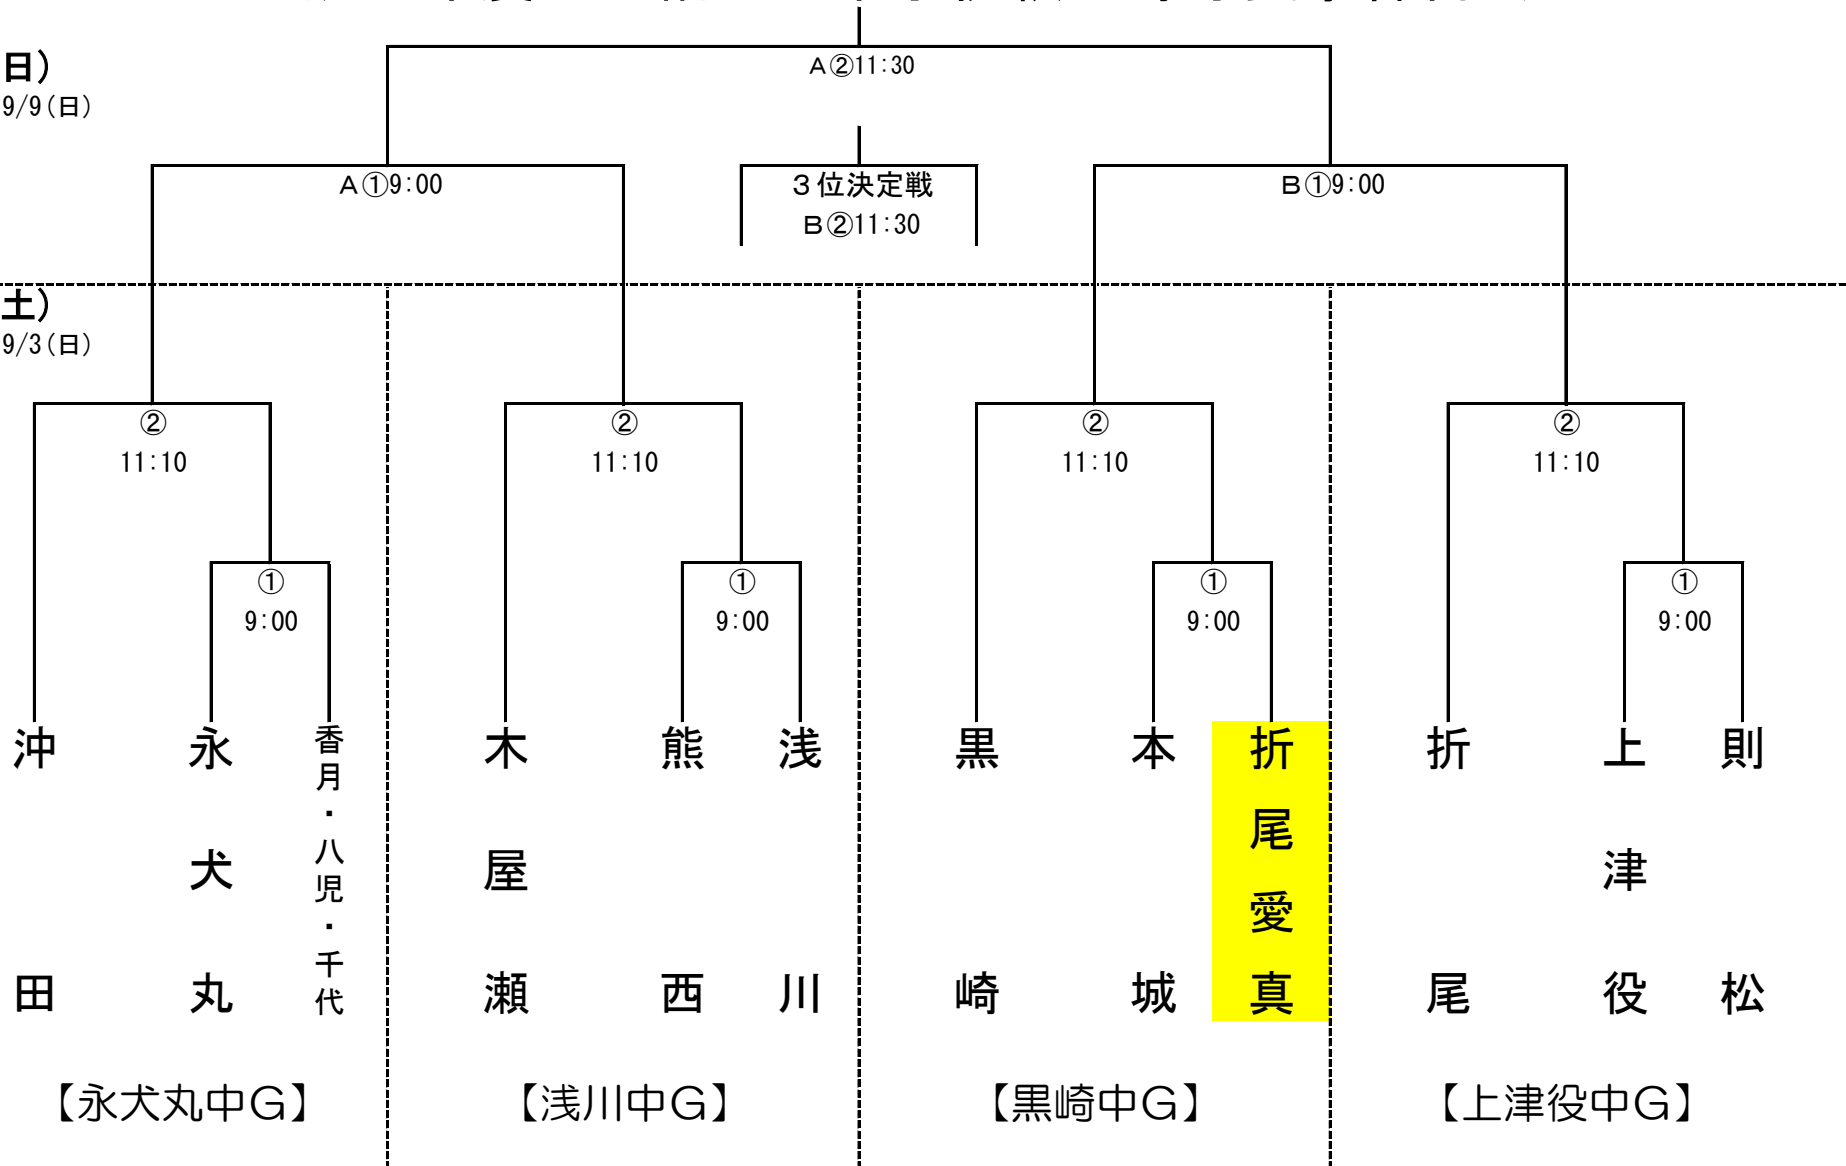 日）
A②11:30
9/9(日)
A①9:00
３位決定戦
B②11:30
B①9:00
土）
9/3(日)
②
11:10
②
11:10
②
11:10
②
11:10
①
9:00
①
9:00
①
9:00
①
9:00
沖田
永犬丸
香月・八児・千代
木屋瀬
熊西
浅川
黒崎
本城
折尾愛真
折尾
上津役
則松
【永犬丸中G】
【浅川中G】
【黒崎中G】
【上津役中G】